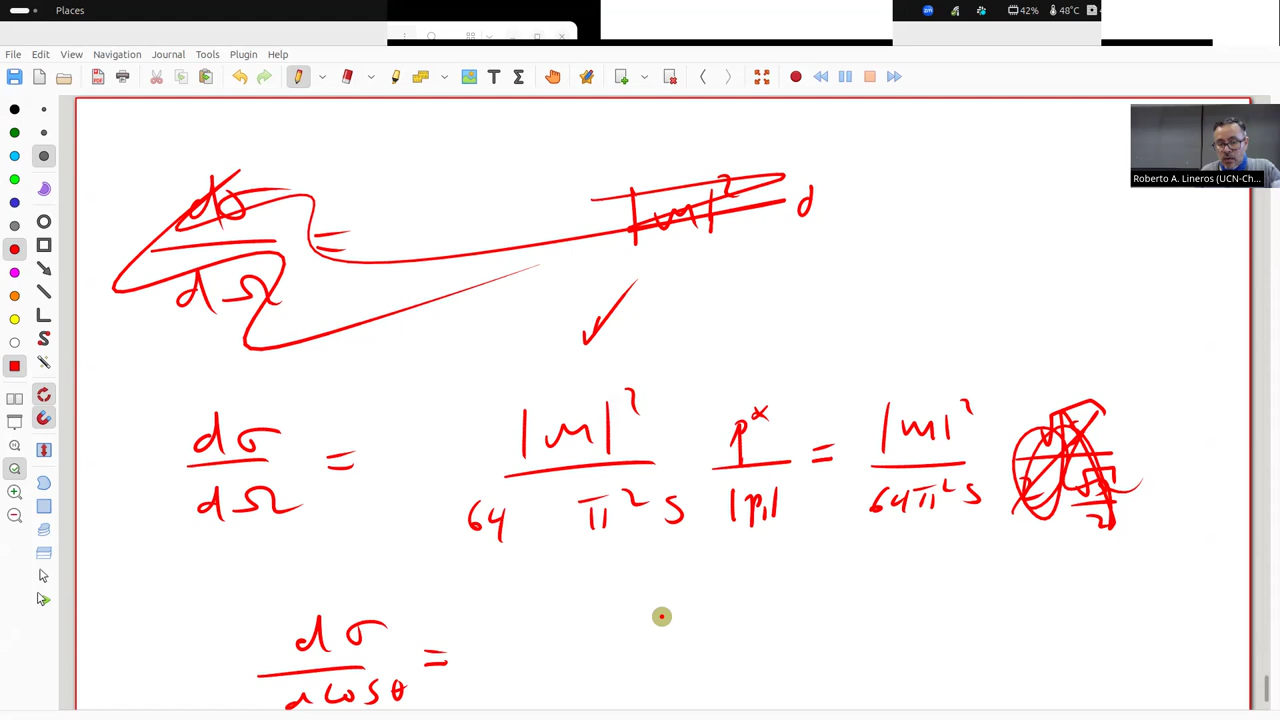 Places
42%
48°C
File Edit View Navigation Journal Tools Plugin Help
Roberto A. Lineros (UCN-Ch...
dσ/dΩ = |M|² d
dσ/dΩ = |M|²/(64 π² s) p*/|p₁| = |M|²/(64π² s)
dσ/dcosθ =